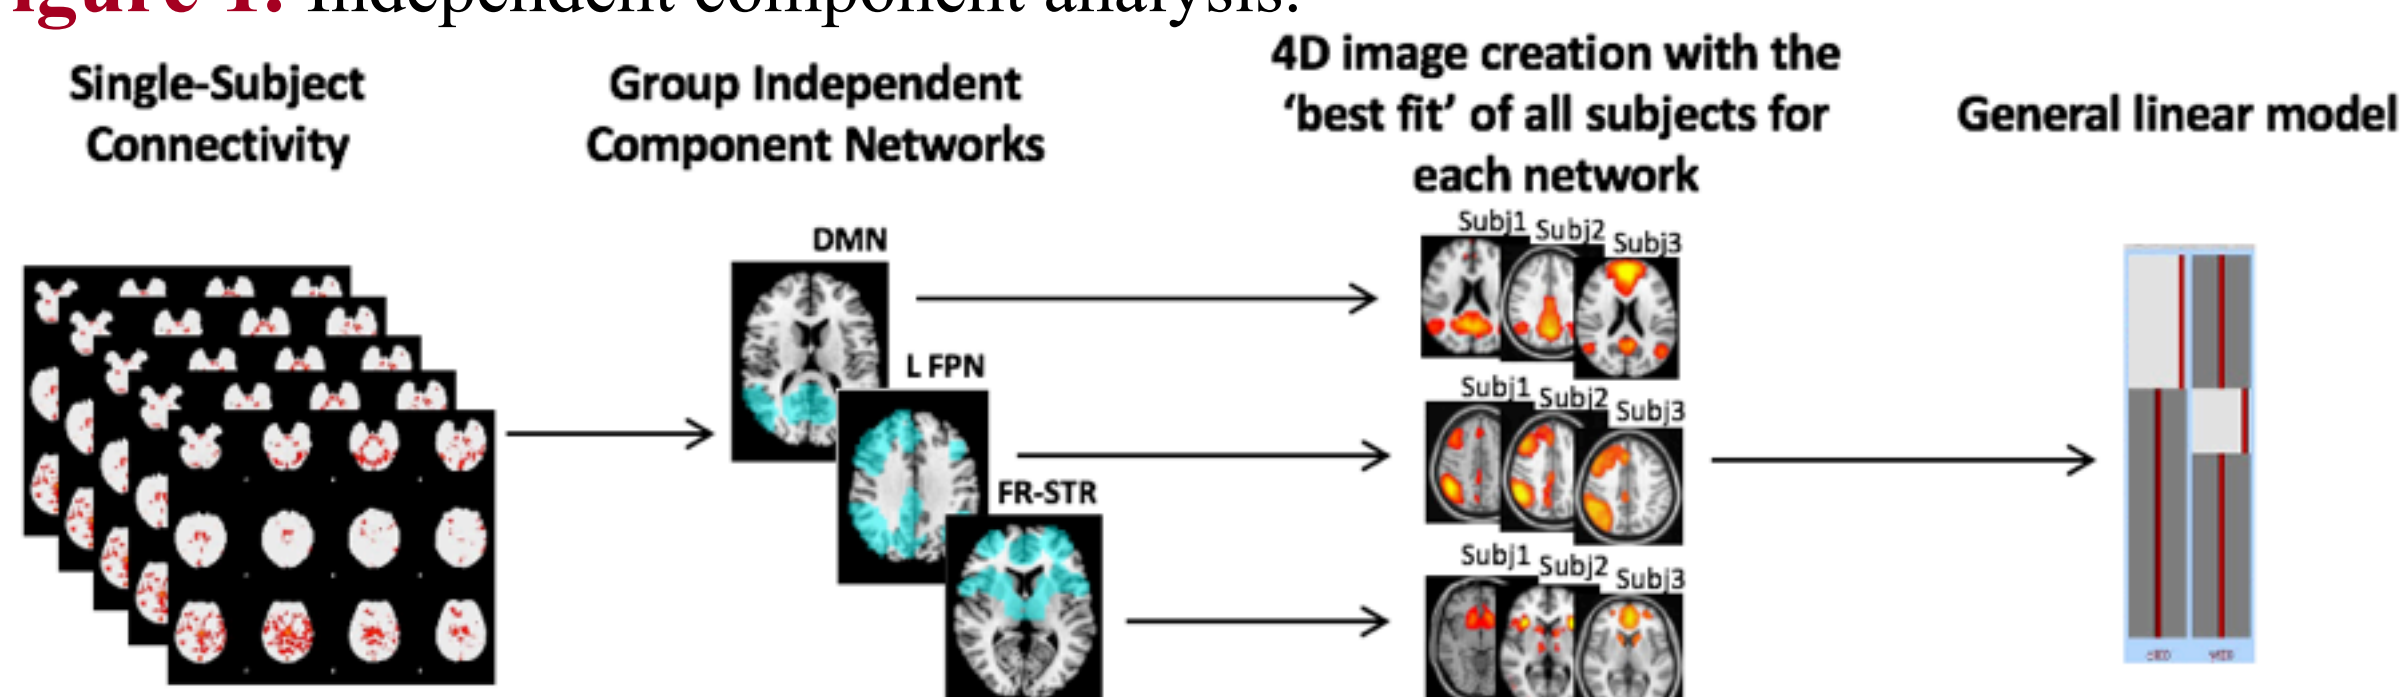 Figure 1. Independent component analysis.
Single-Subject
Connectivity
Group Independent
Component Networks
4D image creation with the
‘best fit’ of all subjects for
each network
General linear model
DMN
L FPN
FR-STR
Subj1 Subj2 Subj3
Subj1 Subj2 Subj3
Subj1 Subj2 Subj3